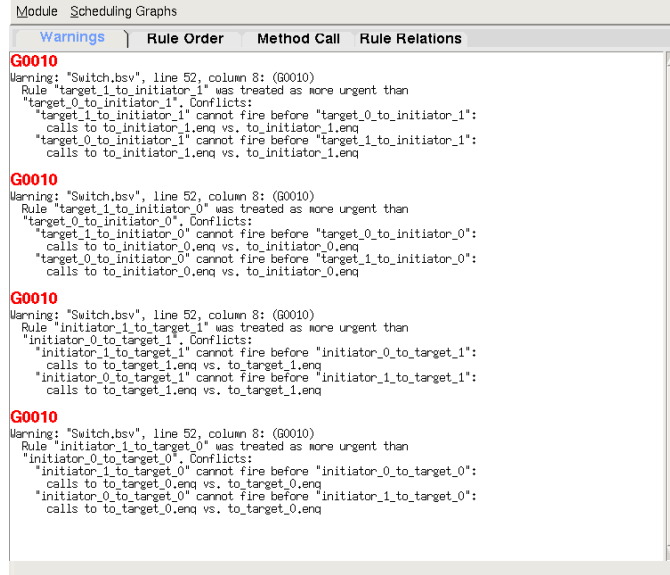 Module Scheduling Graphs
Warnings Rule Order Method Call Rule Relations
G0010
Warning: "Switch.bsv", line 52, column 8: (G0010)
Rule "target_1_to_initiator_1" was treated as more urgent than
"target_0_to_initiator_1". Conflicts:
"target_1_to_initiator_1" cannot fire before "target_0_to_initiator_1":
calls to to_initiator_1.enq vs. to_initiator_1.enq
"target_0_to_initiator_1" cannot fire before "target_1_to_initiator_1":
calls to to_initiator_1.enq vs. to_initiator_1.enq
G0010
Warning: "Switch.bsv", line 52, column 8: (G0010)
Rule "target_1_to_initiator_0" was treated as more urgent than
"target_0_to_initiator_0". Conflicts:
"target_1_to_initiator_0" cannot fire before "target_0_to_initiator_0":
calls to to_initiator_0.enq vs. to_initiator_0.enq
"target_0_to_initiator_0" cannot fire before "target_1_to_initiator_0":
calls to to_initiator_0.enq vs. to_initiator_0.enq
G0010
Warning: "Switch.bsv", line 52, column 8: (G0010)
Rule "initiator_1_to_target_1" was treated as more urgent than
"initiator_0_to_target_1". Conflicts:
"initiator_1_to_target_1" cannot fire before "initiator_0_to_target_1":
calls to to_target_1.enq vs. to_target_1.enq
"initiator_0_to_target_1" cannot fire before "initiator_1_to_target_1":
calls to to_target_1.enq vs. to_target_1.enq
G0010
Warning: "Switch.bsv", line 52, column 8: (G0010)
Rule "initiator_1_to_target_0" was treated as more urgent than
"initiator_0_to_target_0". Conflicts:
"initiator_1_to_target_0" cannot fire before "initiator_0_to_target_0":
calls to to_target_0.enq vs. to_target_0.enq
"initiator_0_to_target_0" cannot fire before "initiator_1_to_target_0":
calls to to_target_0.enq vs. to_target_0.enq